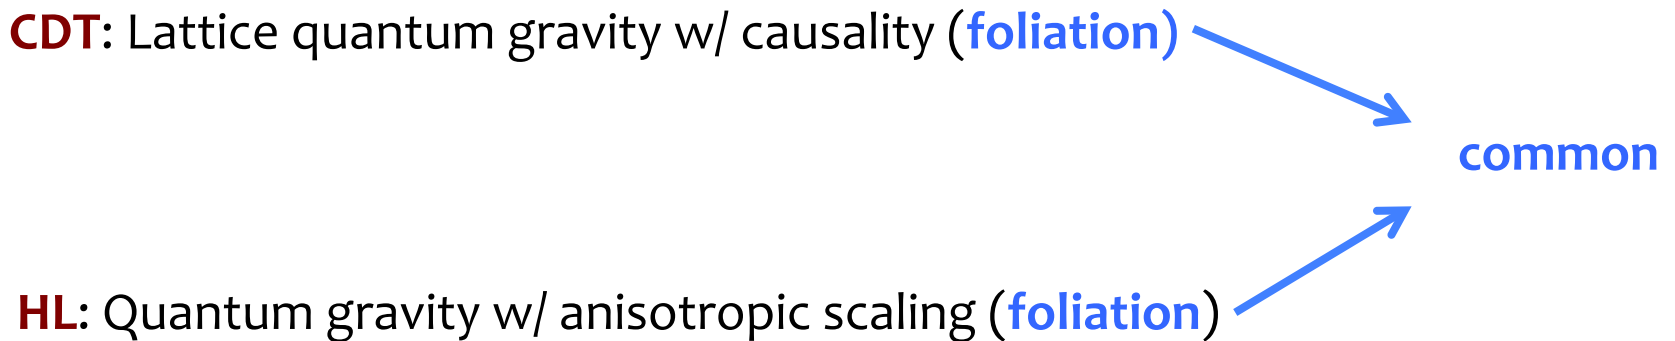 CDT: Lattice quantum gravity w/ causality (foliation)
common
HL: Quantum gravity w/ anisotropic scaling (foliation)